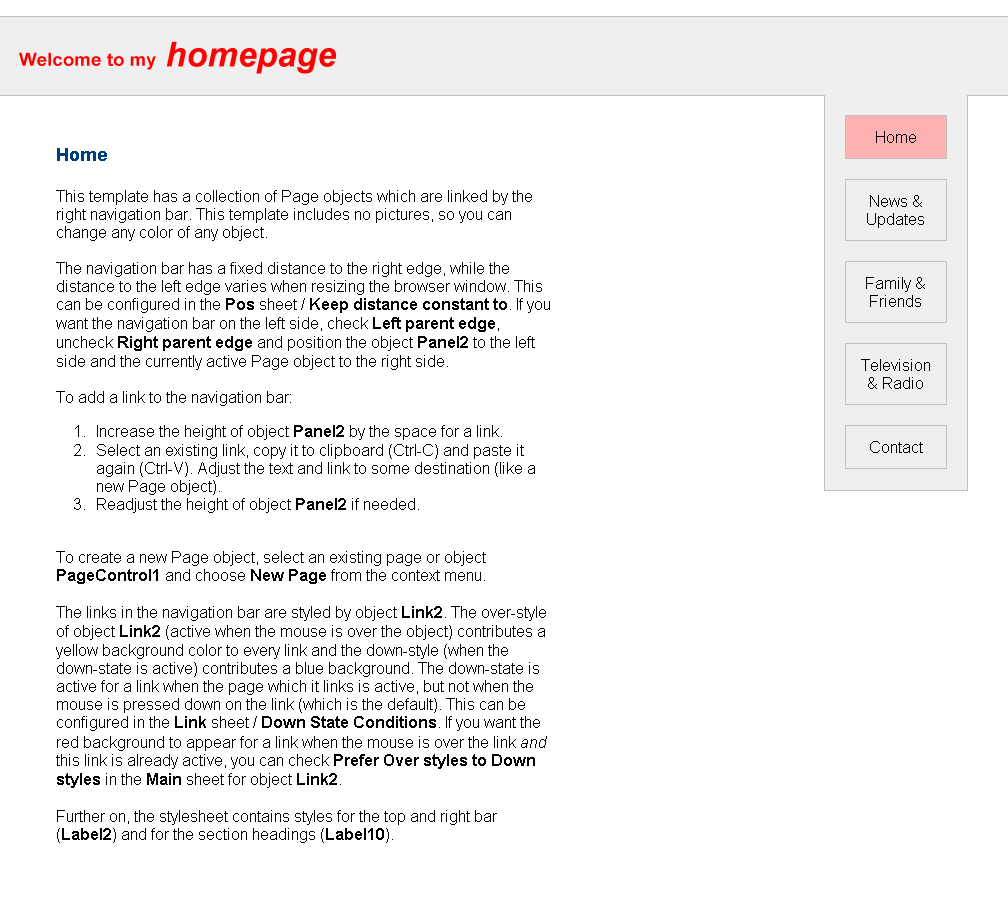 Welcome to my homepage
Home
This template has a collection of Page objects which are linked by the
right navigation bar. This template includes no pictures, so you can
change any color of any object.
The navigation bar has a fixed distance to the right edge, while the
distance to the left edge varies when resizing the browser window. This
can be configured in the Pos sheet / Keep distance constant to. If you
want the navigation bar on the left side, check Left parent edge,
uncheck Right parent edge and position the object Panel2 to the left
side and the currently active Page object to the right side.
To add a link to the navigation bar:
1. Increase the height of object Panel2 by the space for a link.
2. Select an existing link, copy it to clipboard (Ctrl-C) and paste it
again (Ctrl-V). Adjust the text and link to some destination (like a
new Page object).
3. Readjust the height of object Panel2 if needed.
To create a new Page object, select an existing page or object
PageControl1 and choose New Page from the context menu.
The links in the navigation bar are styled by object Link2. The over-style
of object Link2 (active when the mouse is over the object) contributes a
yellow background color to every link and the down-style (when the
down-state is active) contributes a blue background. The down-state is
active for a link when the page which it links is active, but not when the
mouse is pressed down on the link (which is the default). This can be
configured in the Link sheet / Down State Conditions. If you want the
red background to appear for a link when the mouse is over the link and
this link is already active, you can check Prefer Over styles to Down
styles in the Main sheet for object Link2.
Further on, the stylesheet contains styles for the top and right bar
(Label2) and for the section headings (Label10).
Home
News &
Updates
Family &
Friends
Television
& Radio
Contact